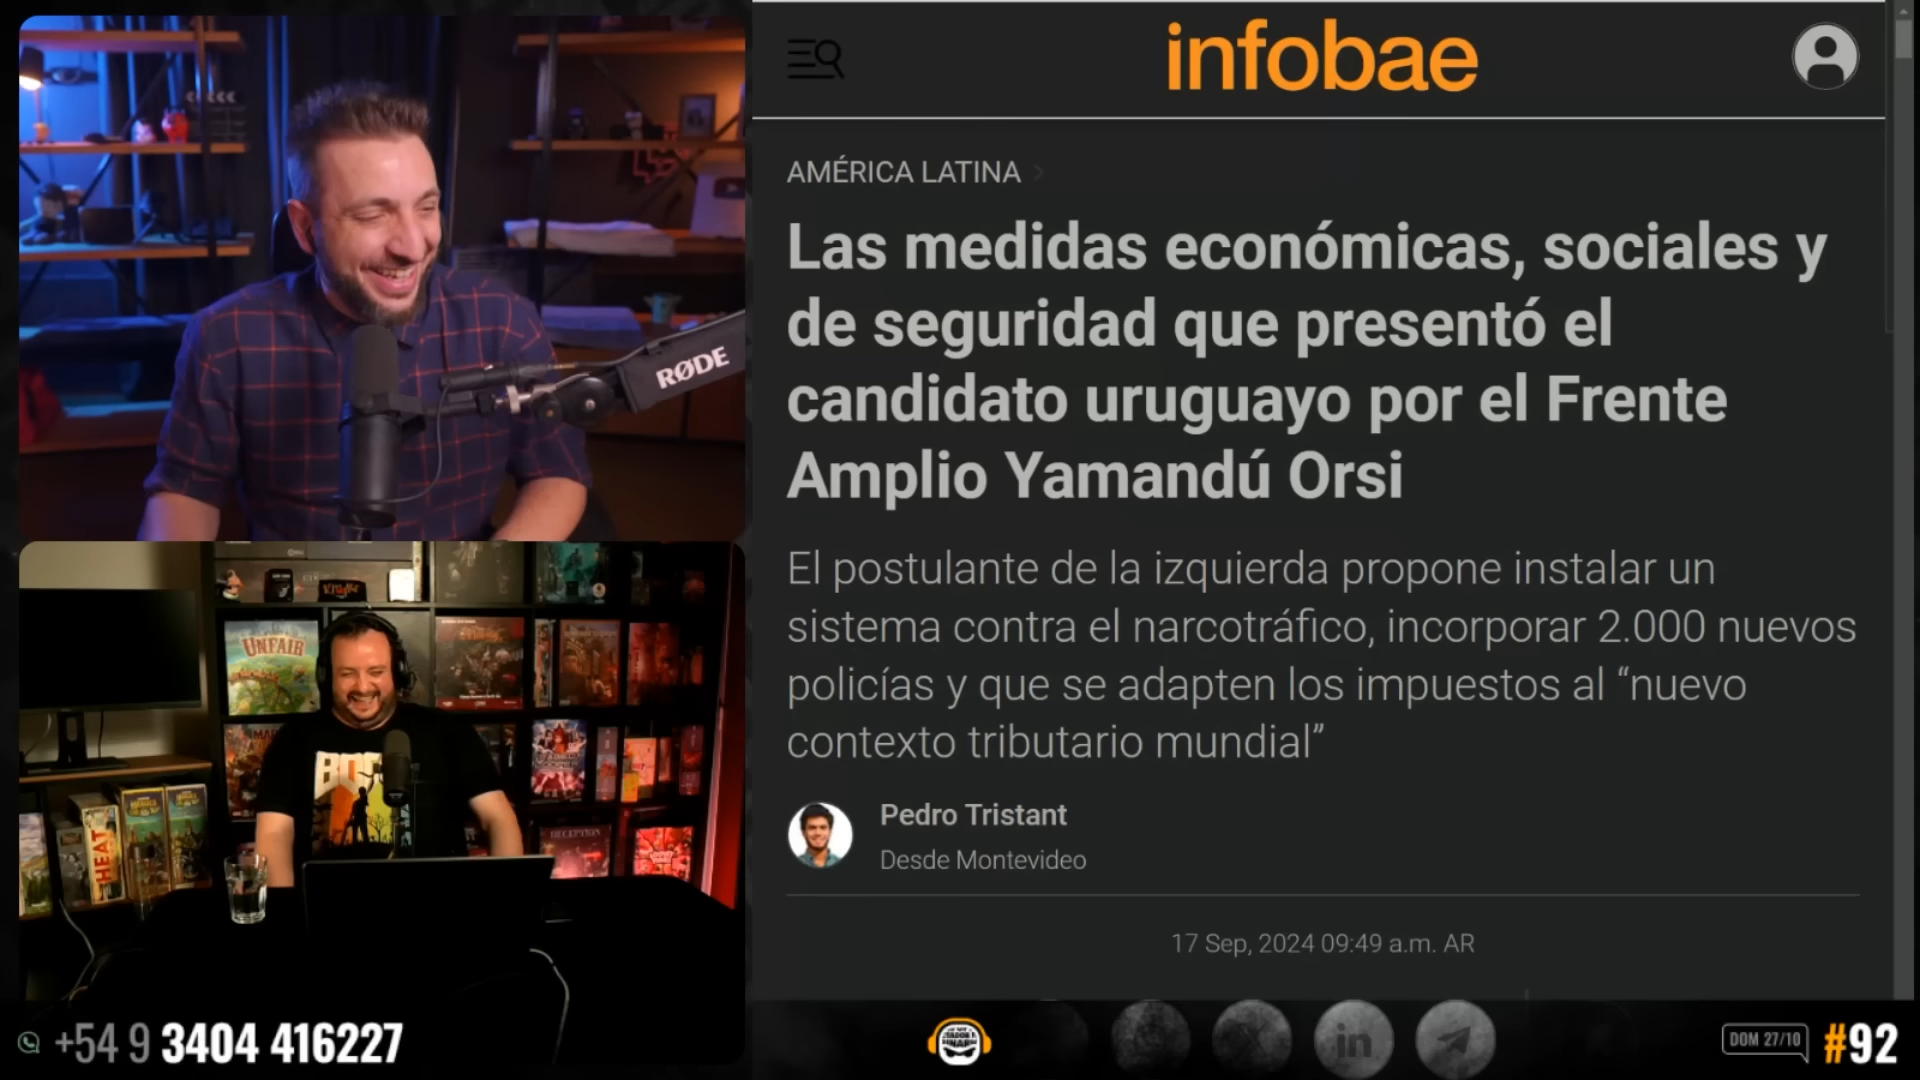 infobae
AMÉRICA LATINA
Las medidas económicas, sociales y
de seguridad que presentó el
candidato uruguayo por el Frente
Amplio Yamandú Orsi
El postulante de la izquierda propone instalar un
sistema contra el narcotráfico, incorporar 2.000 nuevos
policías y que se adapten los impuestos al “nuevo
contexto tributario mundial”
Pedro Tristant
Desde Montevideo
17 Sep, 2024 09:49 a.m. AR
RØDE
UNFAIR
HEAT
DECEPTION
+54 9 3404 416227
in
DOM 27/10
#92